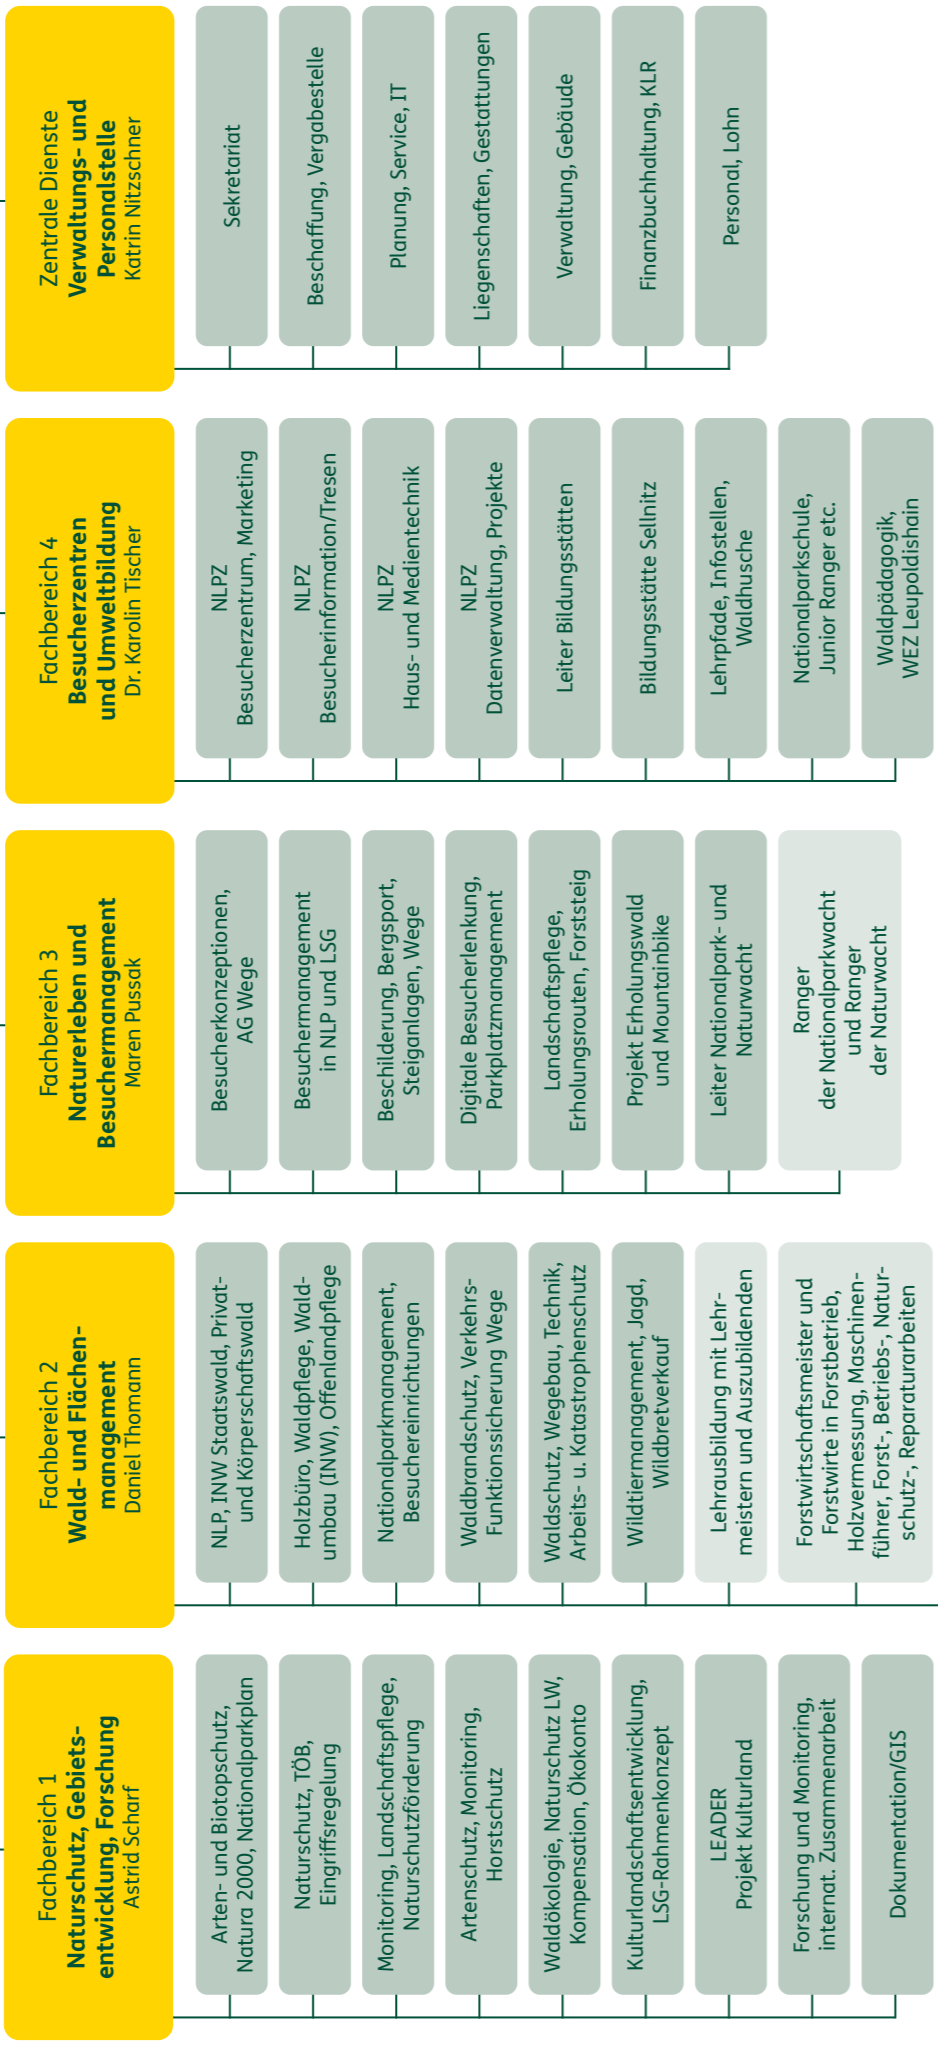 Fachbereich 1
Naturschutz, Gebiets-
entwicklung, Forschung
Astrid Scharf
Arten- und Biotopschutz,
Natura 2000, Nationalparkplan
Naturschutz, TÖB,
Eingriffsregelung
Monitoring, Landschaftspflege,
Naturschutzförderung
Artenschutz, Monitoring,
Horstschutz
Waldökologie, Naturschutz LW,
Kompensation, Ökokonto
Kulturlandschaftsentwicklung,
LSG-Rahmenkonzept
LEADER
Projekt Kulturland
Forschung und Monitoring,
internat. Zusammenarbeit
Dokumentation/GIS
Fachbereich 2
Wald- und Flächen-
management
Daniel Thomann
NLP, INW Staatswald, Privat-
und Körperschaftswald
Holzbüro, Waldpflege, Wald-
umbau (INW), Offenlandpflege
Nationalparkmanagement,
Besuchereinrichtungen
Waldbrandschutz, Verkehrs-
Funktionssicherung Wege
Waldschutz, Wegebau, Technik,
Arbeits- u. Katastrophenschutz
Wildtiermanagement, Jagd,
Wildbretverkauf
Lehrausbildung mit Lehr-
meistern und Auszubildenden
Forstwirtschaftsmeister und
Forstwirte in Forstbetrieb,
Holzvermessung, Maschinen-
führer, Forst-, Betriebs-, Natur-
schutz-, Reparaturarbeiten
Fachbereich 3
Naturerleben und
Besuchermanagement
Maren Pussak
Besucherkonzeptionen,
AG Wege
Besuchermanagement
in NLP und LSG
Beschilderung, Bergsport,
Steiganlagen, Wege
Digitale Besucherlenkung,
Parkplatzmanagement
Landschaftspflege,
Erholungsrouten, Forststeig
Projekt Erholungswald
und Mountainbike
Leiter Nationalpark- und
Naturwacht
Ranger
der Nationalparkwacht
und Ranger
der Naturwacht
Fachbereich 4
Besucherzentren
und Umweltbildung
Dr. Karolin Tischer
NLPZ
Besucherzentrum, Marketing
NLPZ
Besucherinformation/Tresen
NLPZ
Haus- und Medientechnik
NLPZ
Datenverwaltung, Projekte
Leiter Bildungsstätten
Bildungsstätte Sellnitz
Lehrpfade, Infostellen,
Waldhusche
Nationalparkschule,
Junior Ranger etc.
Waldpädagogik,
WEZ Leupoldishain
Zentrale Dienste
Verwaltungs- und
Personalstelle
Katrin Nitzschner
Sekretariat
Beschaffung, Vergabestelle
Planung, Service, IT
Liegenschaften, Gestattungen
Verwaltung, Gebäude
Finanzbuchhaltung, KLR
Personal, Lohn